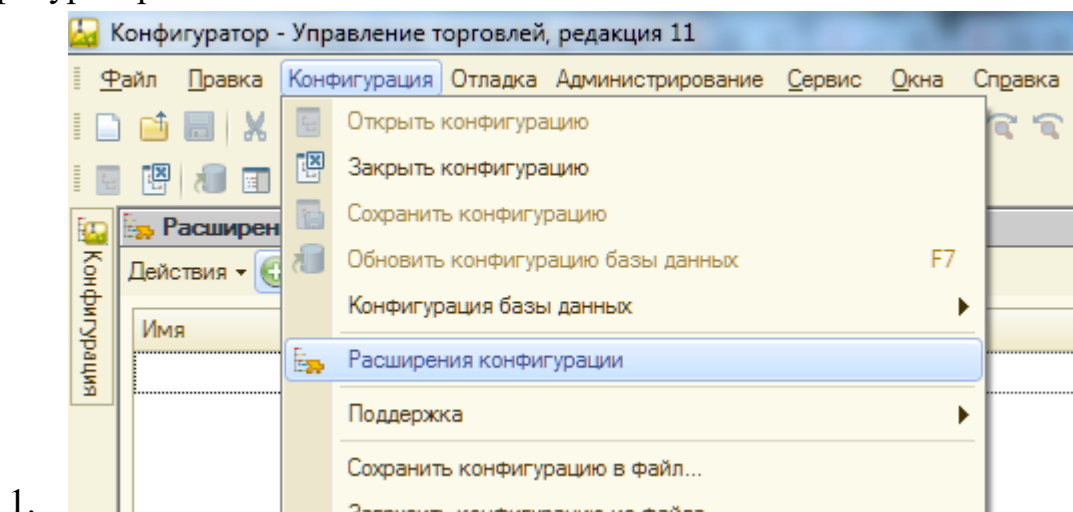 Конфигуратор - Управление торговлей, редакция 11
Файл Правка Конфигурация Отладка Администрирование Сервис Окна Справка
Открыть конфигурацию
Закрыть конфигурацию
Сохранить конфигурацию
Расширен
Обновить конфигурацию базы данных F7
Действия
Конфигурация базы данных
Имя
Конфигурация
Расширения конфигурации
Поддержка
Сохранить конфигурацию в файл...
1.